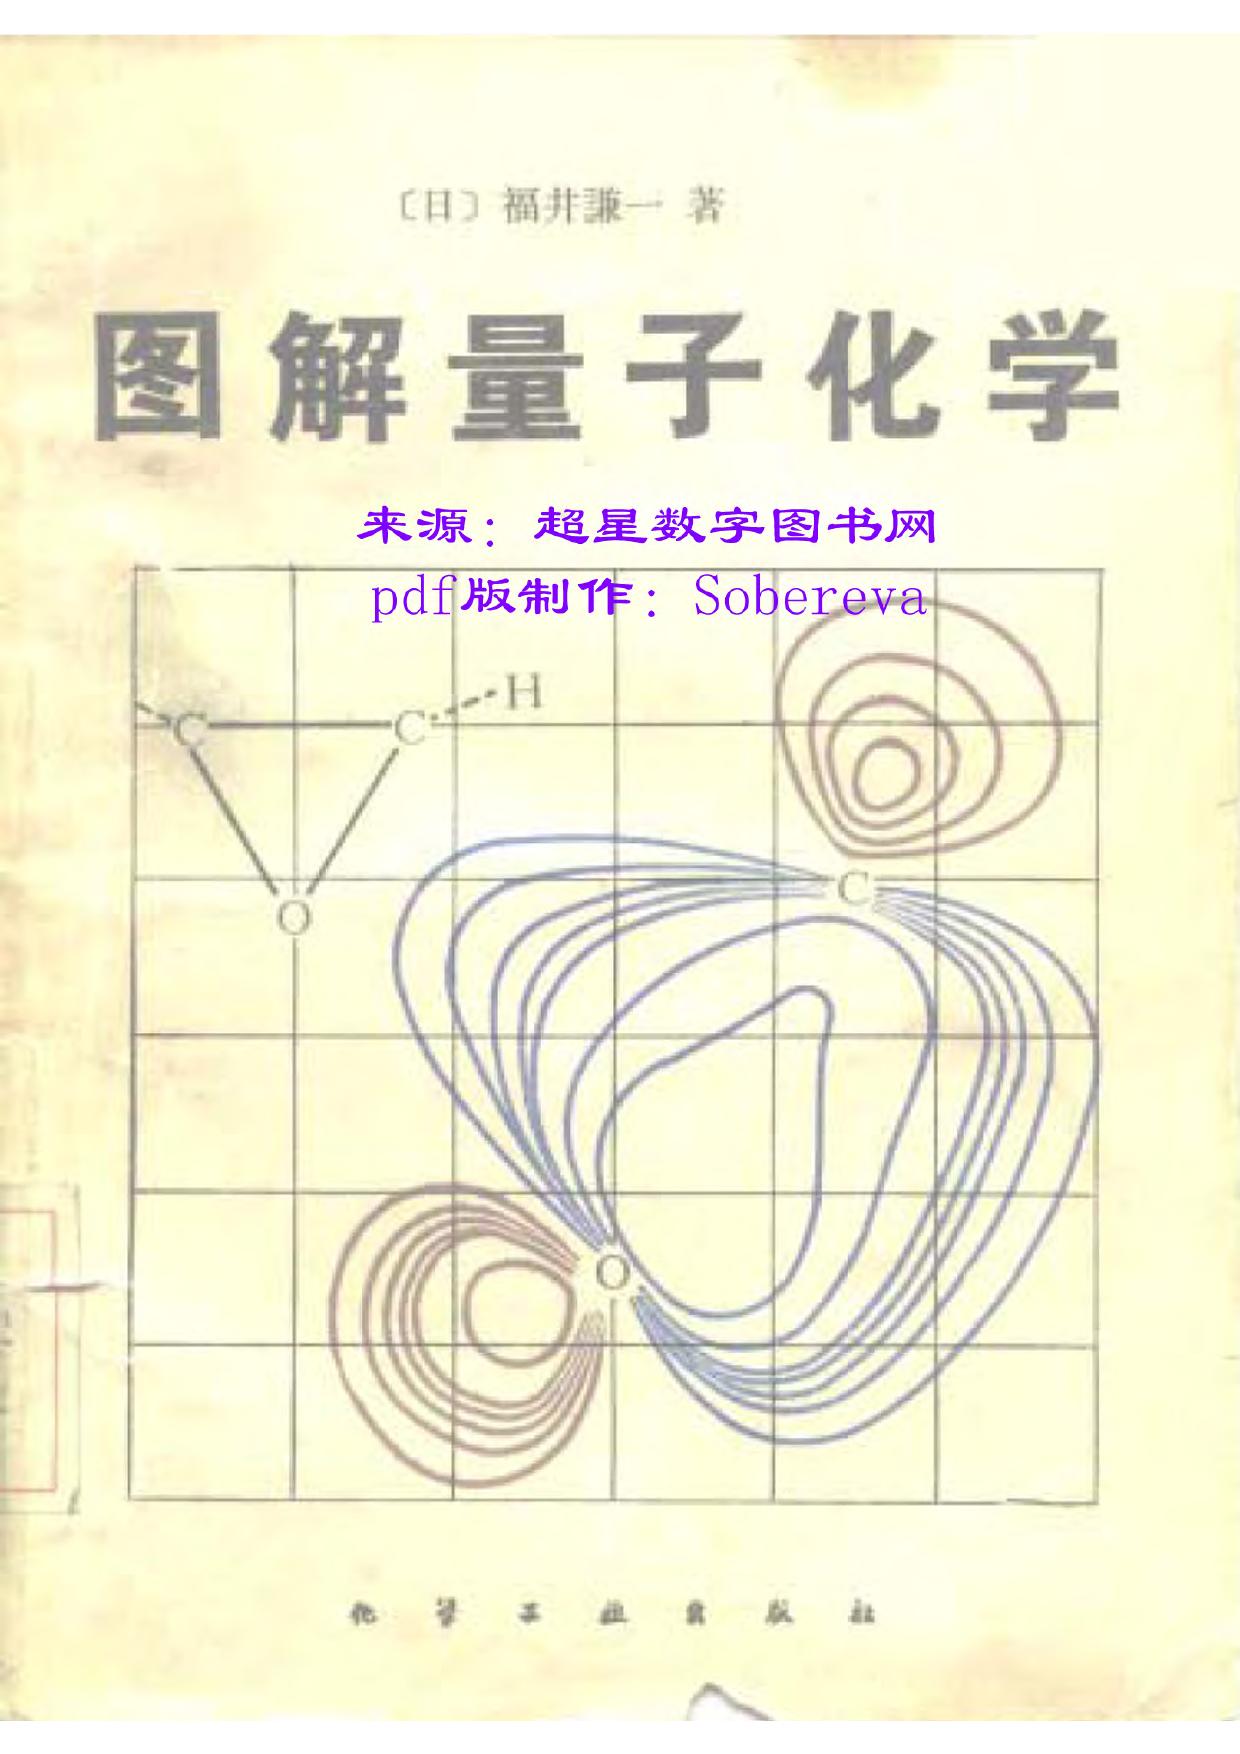 〔日〕福井謙一 著
图解量子化学
来源：超星数字图书网
pdf版制作：Sobereva
H
C C
O
C
O
化学工业出版社